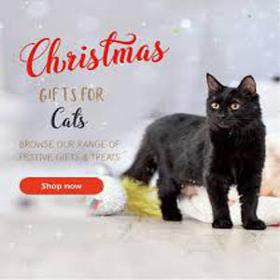 Christmas
GIFTS FOR
Cats
BROWSE OUR RANGE OF
FESTIVE GIFTS & TREATS
Shop now